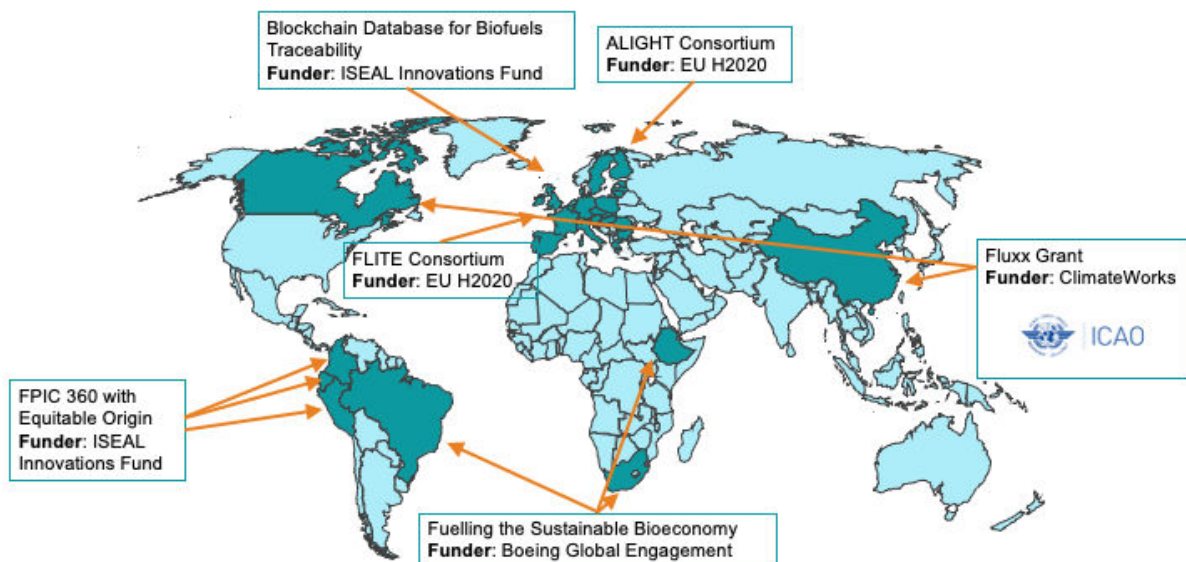 Blockchain Database for Biofuels
Traceability
Funder: ISEAL Innovations Fund
ALIGHT Consortium
Funder: EU H2020
FLITE Consortium
Funder: EU H2020
Fluxx Grant
Funder: ClimateWorks
ICAO
FPIC 360 with
Equitable Origin
Funder: ISEAL
Innovations Fund
Fuelling the Sustainable Bioeconomy
Funder: Boeing Global Engagement